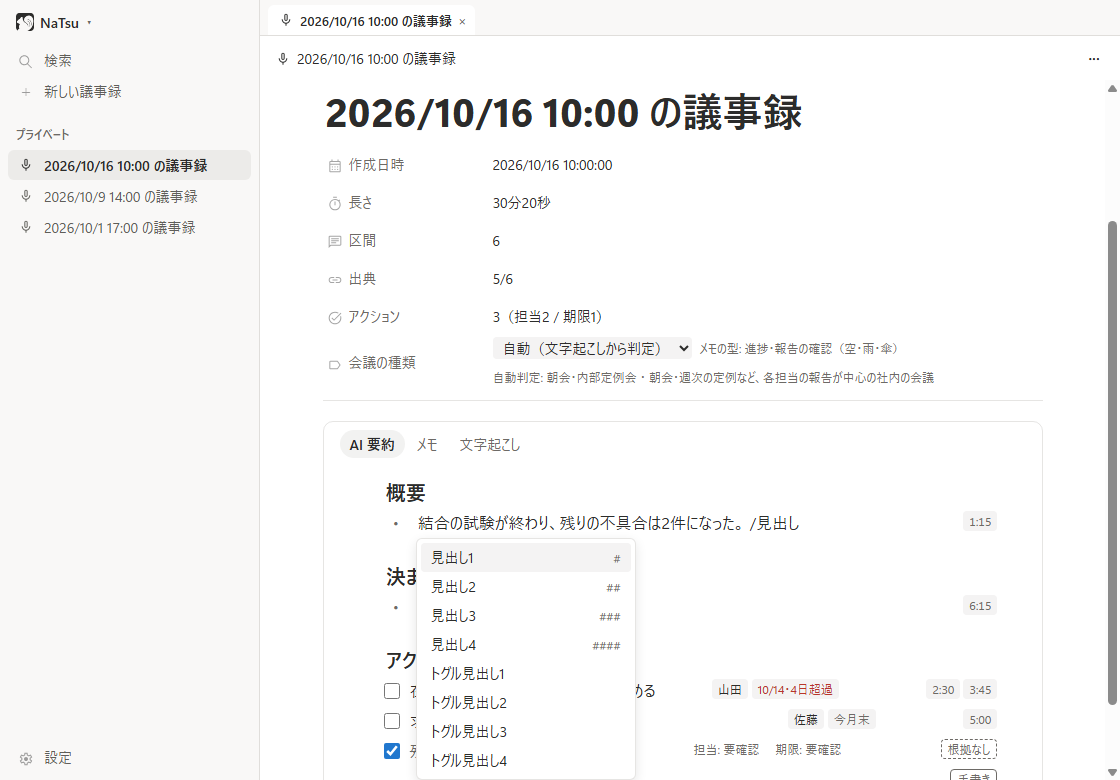 NaTsu
検索
新しい議事録
プライベート
2026/10/16 10:00 の議事録
2026/10/9 14:00 の議事録
2026/10/1 17:00 の議事録
設定
2026/10/16 10:00 の議事録 ×
2026/10/16 10:00 の議事録
2026/10/16 10:00 の議事録
作成日時 2026/10/16 10:00:00
長さ 30分20秒
区間 6
出典 5/6
アクション 3（担当2 / 期限1）
会議の種類 自動（文字起こしから判定） メモの型: 進捗・報告の確認（空・雨・傘）
自動判定: 朝会・内部定例会 ・ 朝会・週次の定例など、各担当の報告が中心の社内の会議
AI 要約 メモ 文字起こし
概要
• 結合の試験が終わり、残りの不具合は2件になった。 /見出し 1:15
見出し1 #
見出し2 ##
見出し3 ###
見出し4 ####
トグル見出し1
トグル見出し2
トグル見出し3
トグル見出し4
決ま
• 6:15
アク
める 山田 10/14・4日超過 2:30 3:45
佐藤 今月末 5:00
担当: 要確認 期限: 要確認 根拠なし
手書き